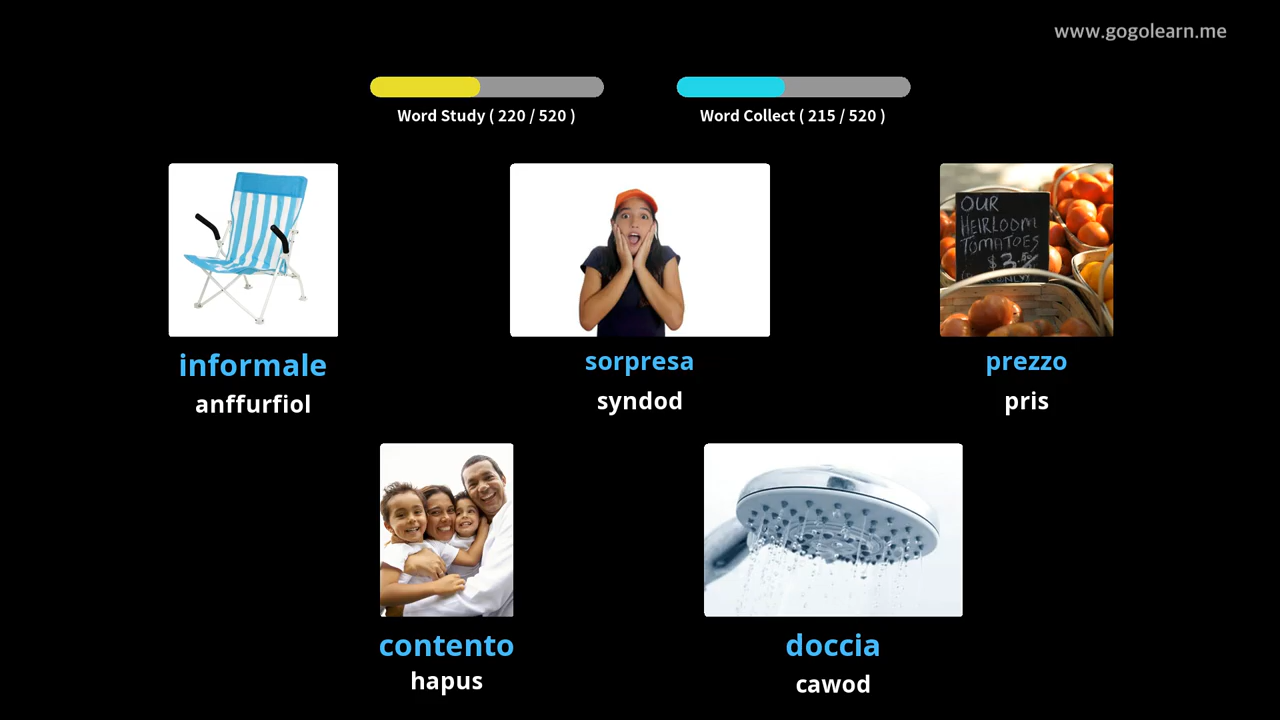 www.gogolearn.me
Word Study ( 220 / 520 )
Word Collect ( 215 / 520 )
OUR
HEIRLOOM
TOMATOES
informale
anffurfiol
sorpresa
syndod
prezzo
pris
contento
hapus
doccia
cawod